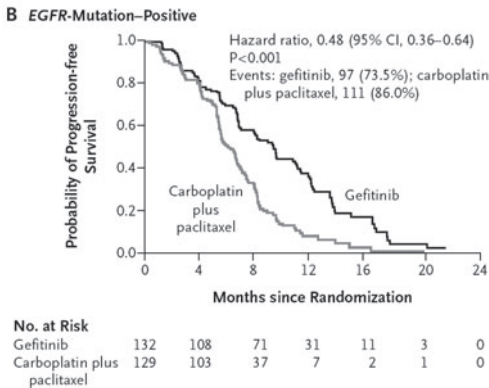 B EGFR-Mutation–Positive
Hazard ratio, 0.48 (95% CI, 0.36–0.64)
P<0.001
Events: gefitinib, 97 (73.5%); carboplatin
plus paclitaxel, 111 (86.0%)
Probability of Progression-free
Survival
1.0
0.8
0.6
0.4
0.2
0.0
Carboplatin
plus
paclitaxel
Gefitinib
0 4 8 12 16 20 24
Months since Randomization
No. at Risk
Gefitinib 132 108 71 31 11 3 0
Carboplatin plus 129 103 37 7 2 1 0
paclitaxel